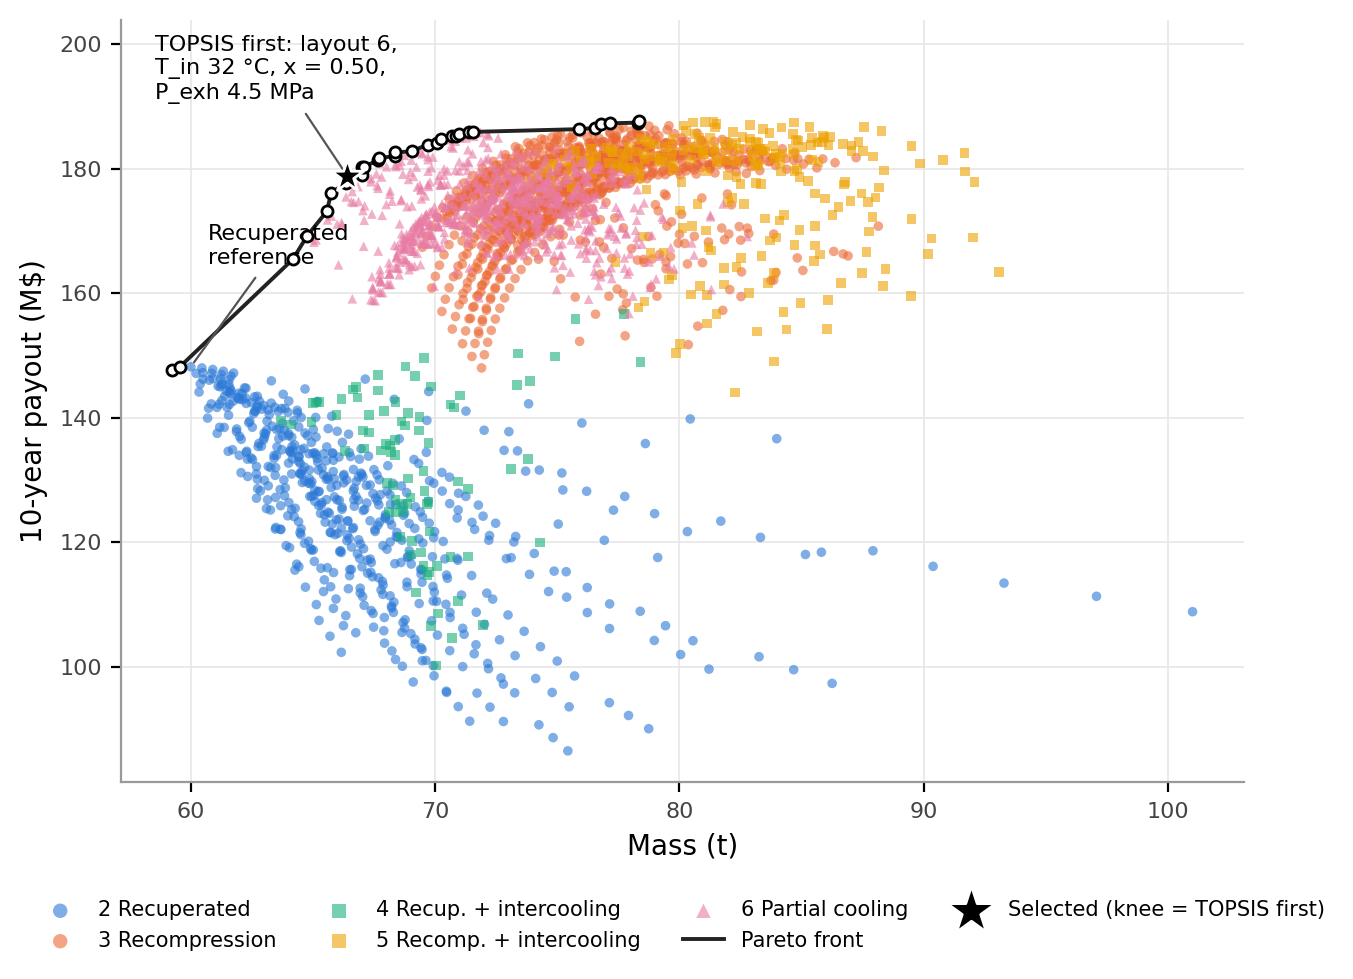 TOPSIS first: layout 6,
T_in 32 °C, x = 0.50,
P_exh 4.5 MPa
Recuperated
reference
10-year payout (M$)
200
180
160
140
120
100
60
70
80
90
100
Mass (t)
2 Recuperated
3 Recompression
4 Recup. + intercooling
5 Recomp. + intercooling
6 Partial cooling
Pareto front
Selected (knee = TOPSIS first)